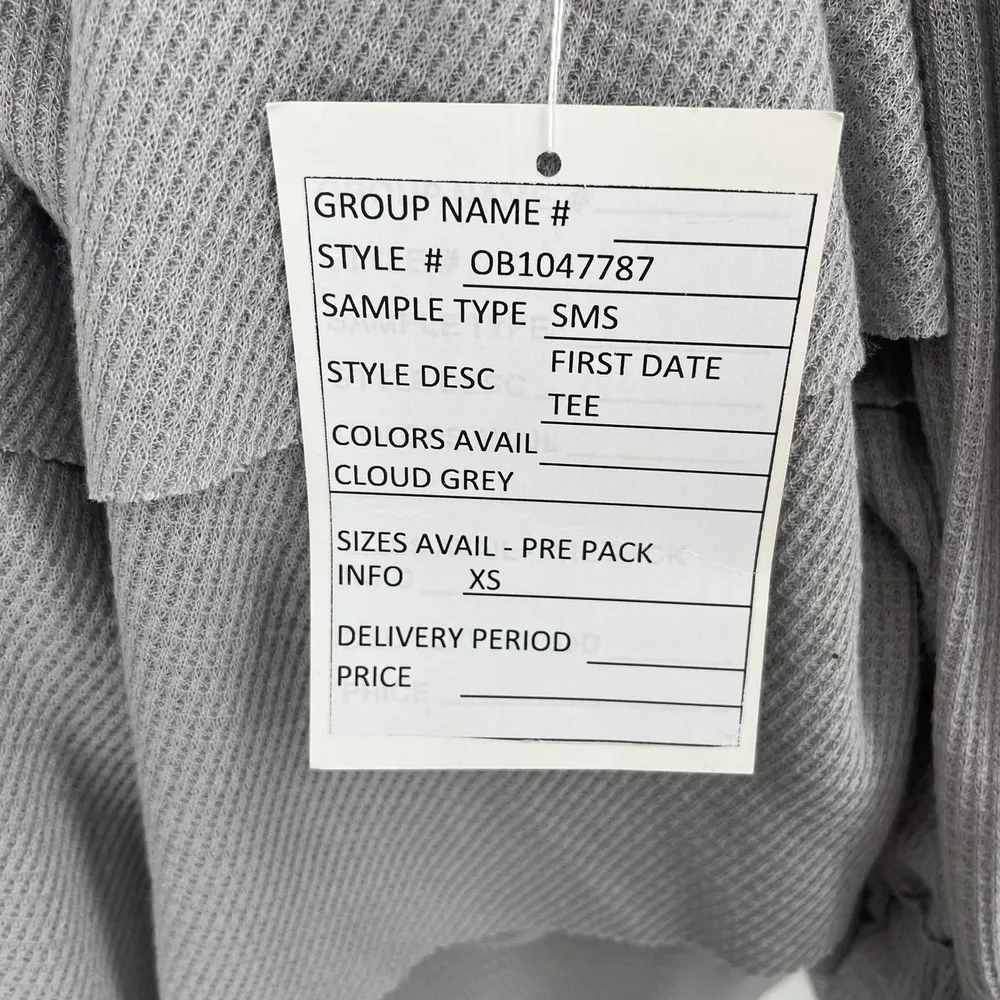 GROUP NAME #
STYLE # OB1047787
SAMPLE TYPE SMS
STYLE DESC FIRST DATE
TEE
COLORS AVAIL
CLOUD GREY
SIZES AVAIL - PRE PACK
INFO XS
DELIVERY PERIOD
PRICE